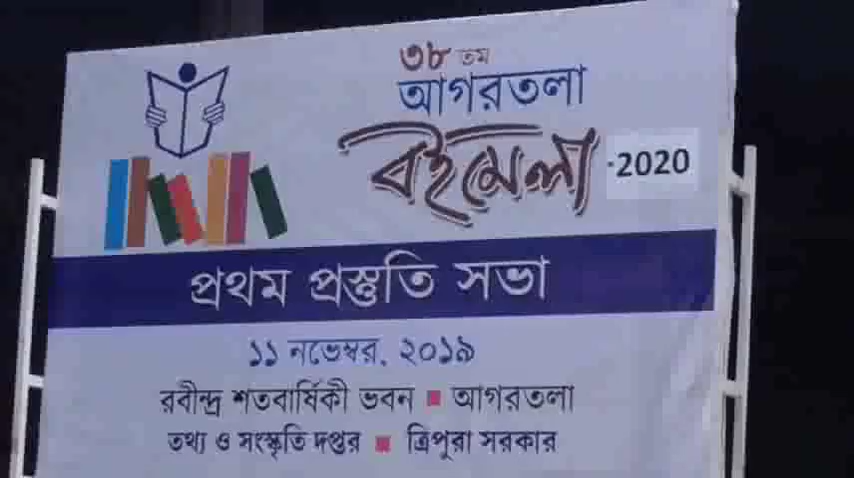 ৩৮ তম
আগরতলা
বইমেলা -2020
প্রথম প্রস্তুতি সভা
১১ নভেম্বর, ২০১৯
রবীন্দ্র শতবার্ষিকী ভবন ■ আগরতলা
তথ্য ও সংস্কৃতি দপ্তর ■ ত্রিপুরা সরকার